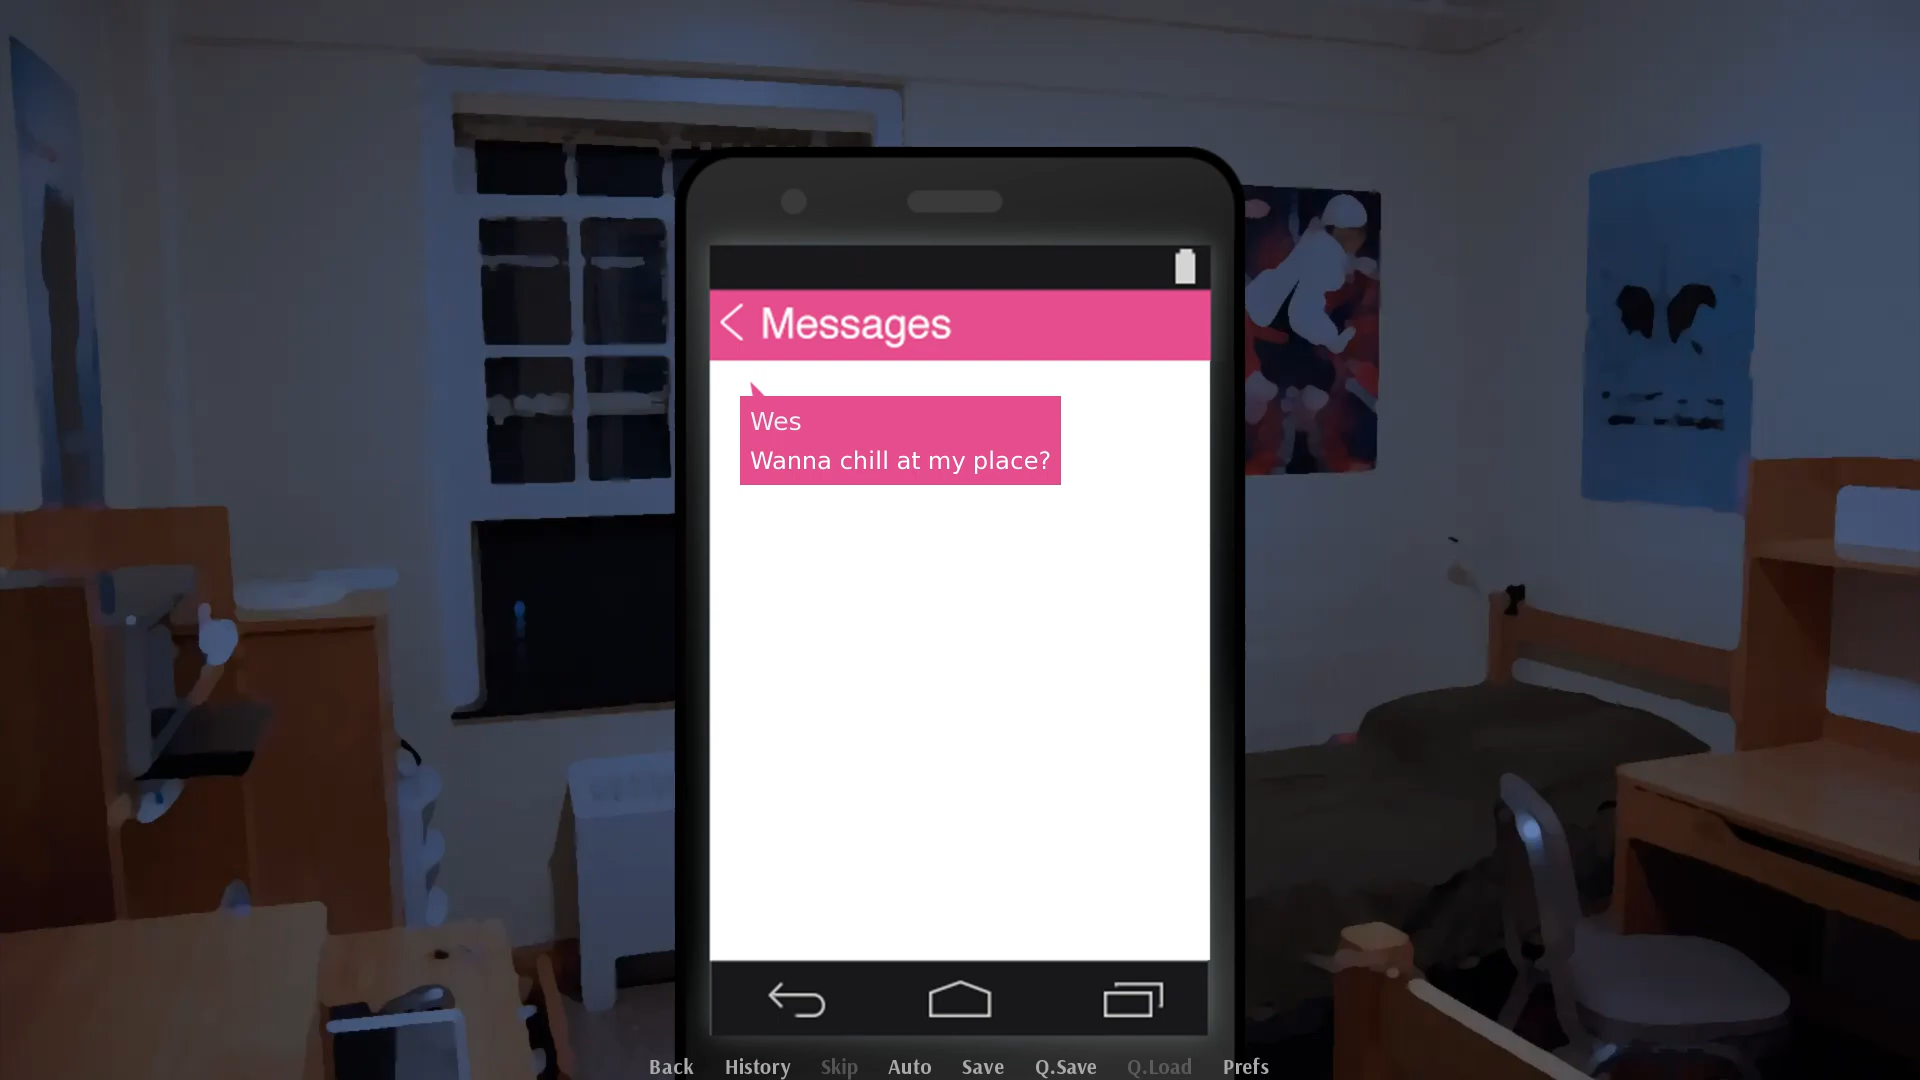 Messages
Wes
Wanna chill at my place?
Back History Skip Auto Save Q.Save Q.Load Prefs